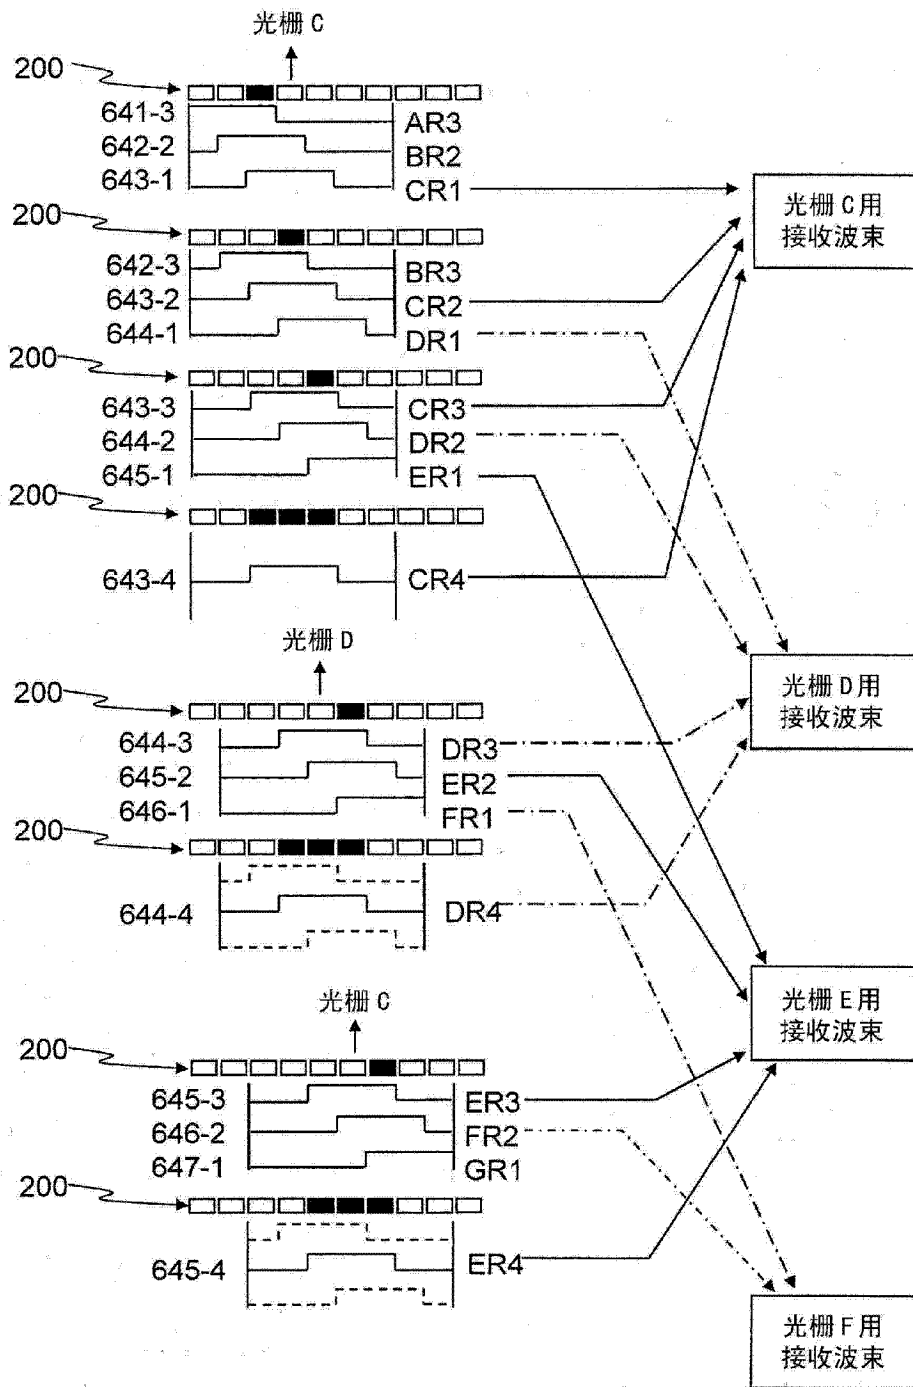 光栅 C
200
641-3
AR3
642-2
BR2
643-1
CR1
光栅 C 用
接收波束
200
642-3
BR3
643-2
CR2
644-1
DR1
200
643-3
CR3
644-2
DR2
645-1
ER1
200
643-4
CR4
光栅 D
光栅 D 用
接收波束
200
644-3
DR3
645-2
ER2
646-1
FR1
200
644-4
DR4
光栅 C
光栅 E 用
接收波束
200
645-3
ER3
646-2
FR2
647-1
GR1
200
645-4
ER4
光栅 F 用
接收波束